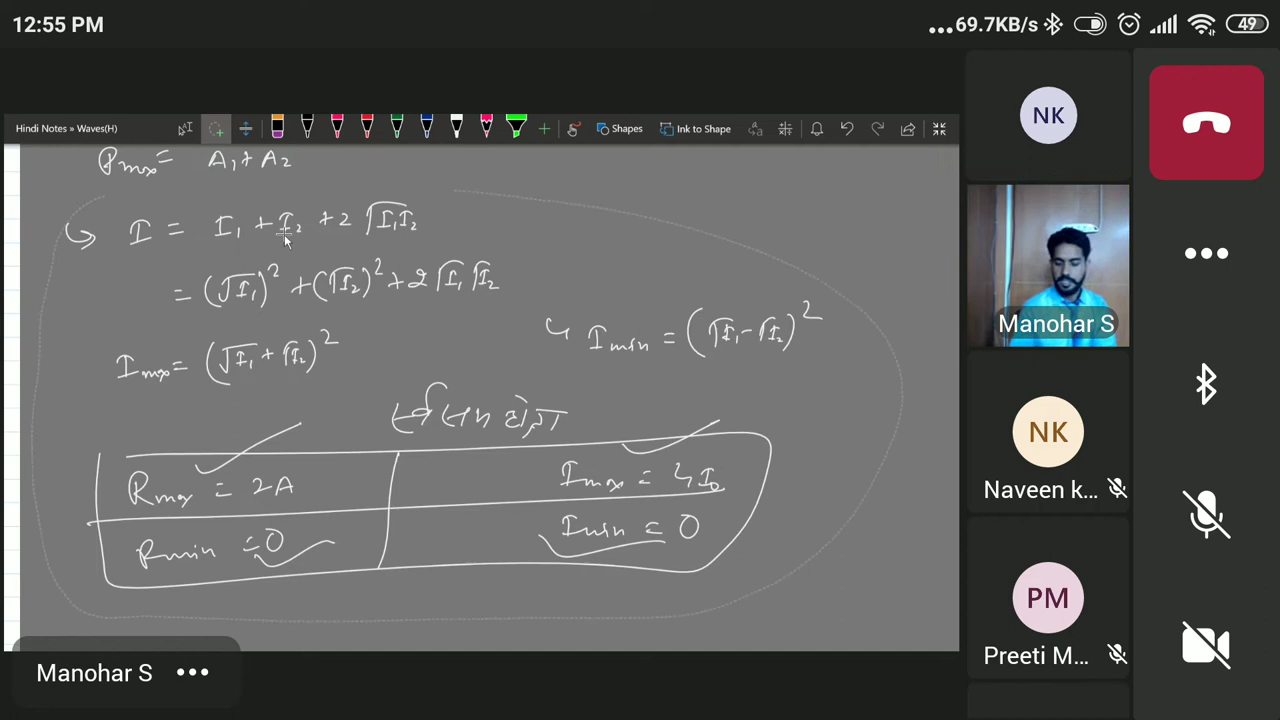 12:55 PM
...69.7KB/s
49
Hindi Notes » Waves(H)
Shapes
Ink to Shape
Rmax = A₁+A₂
↪ I = I₁ + I₂ + 2 √I₁I₂
= (√I₁)² + (√I₂)² + 2√I₁ √I₂
Imax = (√I₁ + √I₂)²
↪ Imin = (√I₁ - √I₂)²
Rmax = 2A
Imax = 4I₀
Rmin = 0
Imin = 0
NK
Manohar S
NK
Naveen k...
PM
Preeti M...
Manohar S